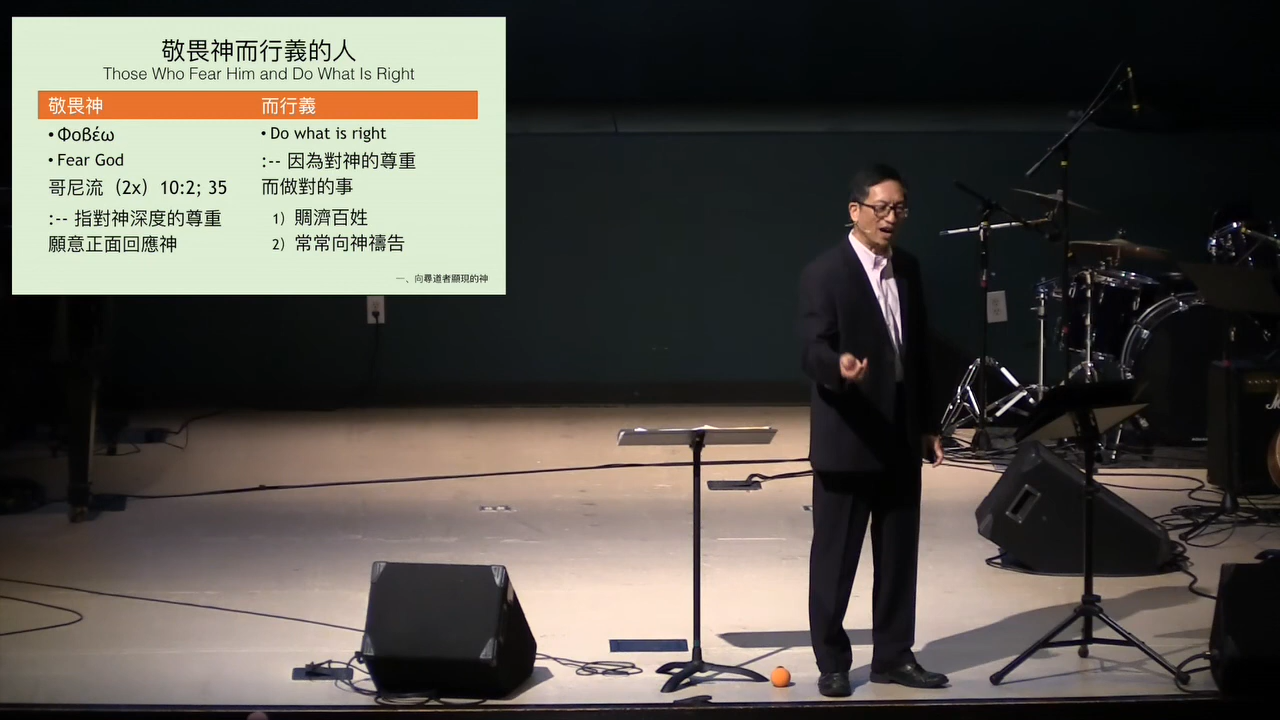 敬畏神而行義的人
Those Who Fear Him and Do What Is Right
敬畏神
而行義
•Φοβέω
•Fear God
哥尼流（2x）10:2; 35
:-- 指對神深度的尊重
願意正面回應神
•Do what is right
:-- 因為對神的尊重
而做對的事
1）賙濟百姓
2）常常向神禱告
一、向尋道者顯現的神